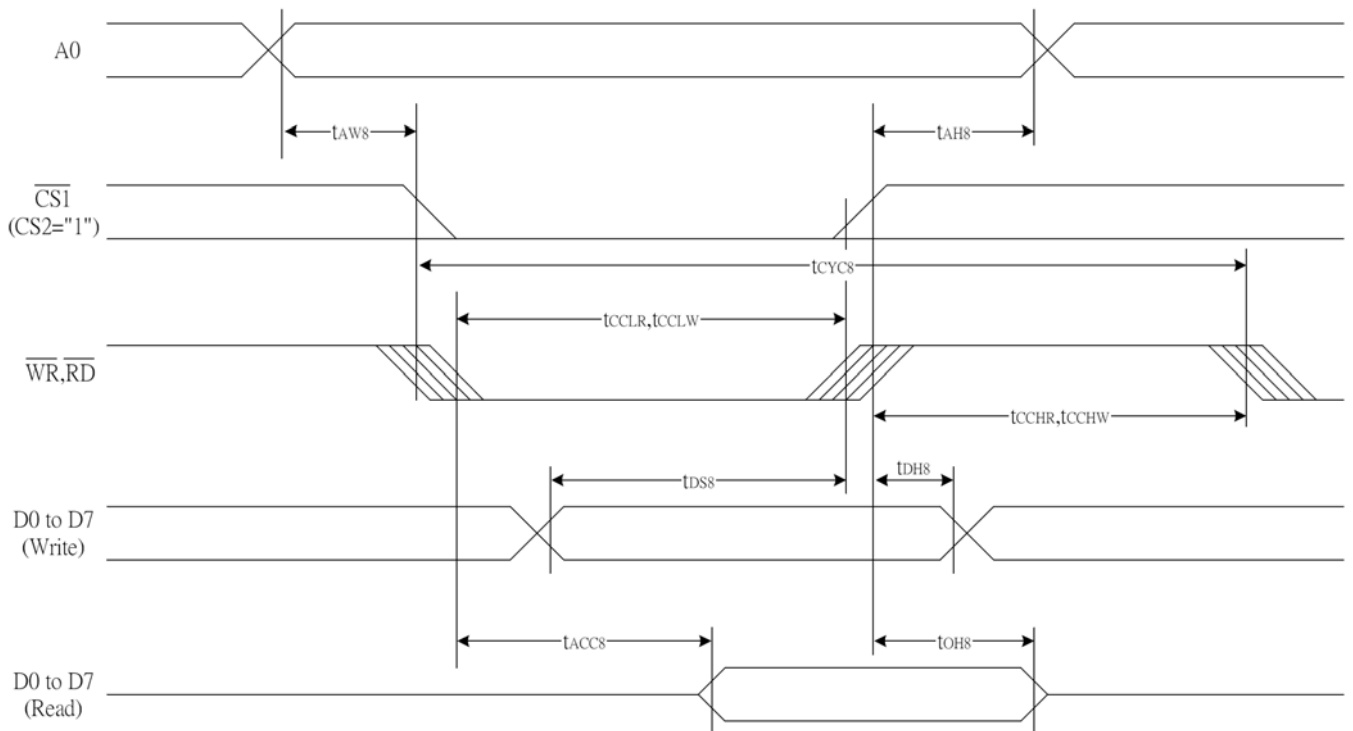 A0
tAW8
tAH8
CS1
(CS2="1")
tCYC8
tCCLR,tCCLW
WR,RD
tCCHR,tCCHW
tDS8
tDH8
D0 to D7
(Write)
tACC8
tOH8
D0 to D7
(Read)